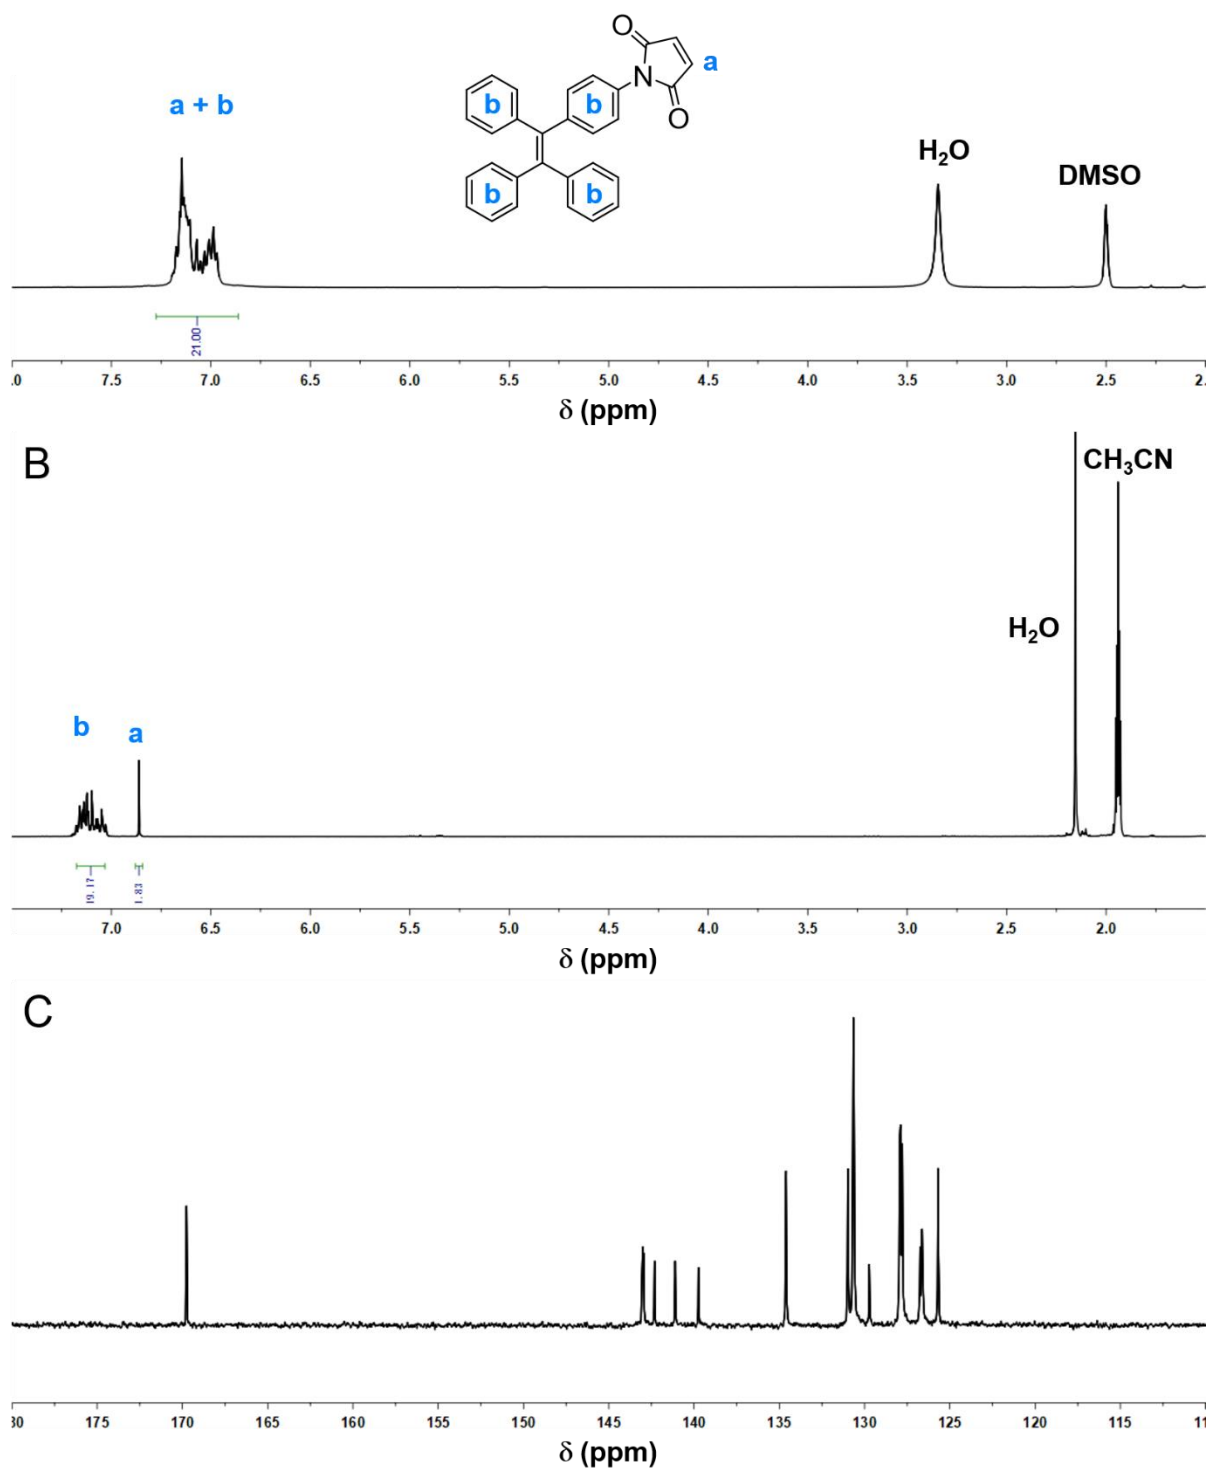 O
N
a
O
b
b
b
b
a + b
H₂O
DMSO
21.00
.0 7.5 7.0 6.5 6.0 5.5 5.0 4.5 4.0 3.5 3.0 2.5 2.
δ (ppm)
B
CH₃CN
H₂O
b
a
19.17
1.83
7.0 6.5 6.0 5.5 5.0 4.5 4.0 3.5 3.0 2.5 2.0
δ (ppm)
C
30 175 170 165 160 155 150 145 140 135 130 125 120 115 11
δ (ppm)